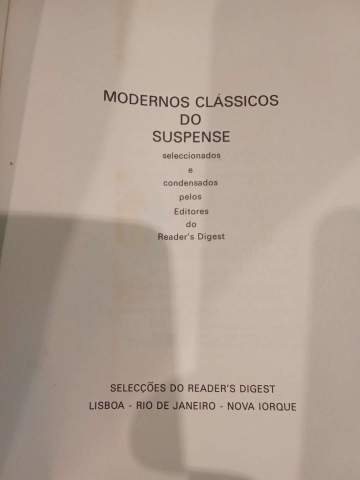 MODERNOS CLÁSSICOS
DO
SUSPENSE
seleccionados
e
condensados
pelos
Editores
do
Reader's Digest
SELECÇÕES DO READER'S DIGEST
LISBOA - RIO DE JANEIRO - NOVA IORQUE